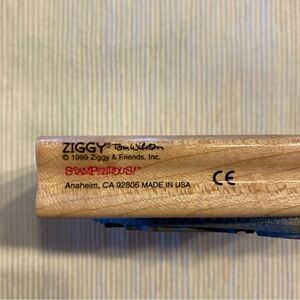 ZIGGY® Tom Wilson
© 1999 Ziggy & Friends, Inc.
STAMPENDOUS!®
Anaheim, CA 92806 MADE IN USA
CE